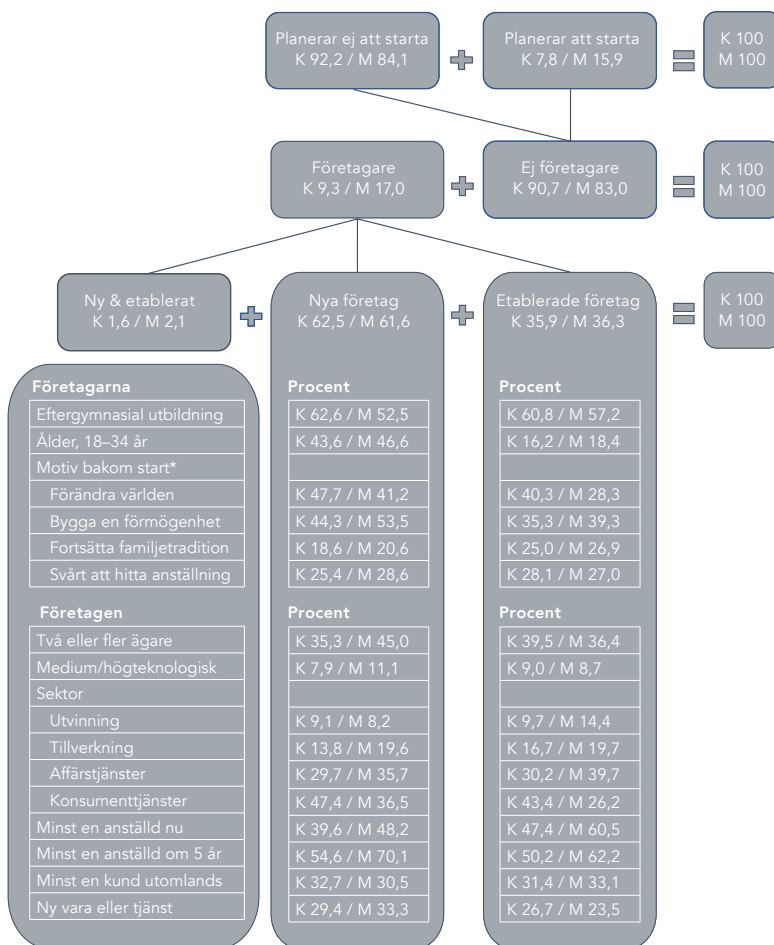 Planerar ej att starta
K 92,2 / M 84,1
Planerar att starta
K 7,8 / M 15,9
K 100
M 100
Företagare
K 9,3 / M 17,0
Ej företagare
K 90,7 / M 83,0
K 100
M 100
Ny & etablerat
K 1,6 / M 2,1
Nya företag
K 62,5 / M 61,6
Etablerade företag
K 35,9 / M 36,3
K 100
M 100
Företagarna Procent Procent
Eftergymnasial utbildning K 62,6 / M 52,5 K 60,8 / M 57,2
Ålder, 18–34 år K 43,6 / M 46,6 K 16,2 / M 18,4
Motiv bakom start*
Förändra världen K 47,7 / M 41,2 K 40,3 / M 28,3
Bygga en förmögenhet K 44,3 / M 53,5 K 35,3 / M 39,3
Fortsätta familjetradition K 18,6 / M 20,6 K 25,0 / M 26,9
Svårt att hitta anställning K 25,4 / M 28,6 K 28,1 / M 27,0
Företagen Procent Procent
Två eller fler ägare K 35,3 / M 45,0 K 39,5 / M 36,4
Medium/högteknologisk K 7,9 / M 11,1 K 9,0 / M 8,7
Sektor
Utvinning K 9,1 / M 8,2 K 9,7 / M 14,4
Tillverkning K 13,8 / M 19,6 K 16,7 / M 19,7
Affärstjänster K 29,7 / M 35,7 K 30,2 / M 39,7
Konsumenttjänster K 47,4 / M 36,5 K 43,4 / M 26,2
Minst en anställd nu K 39,6 / M 48,2 K 47,4 / M 60,5
Minst en anställd om 5 år K 54,6 / M 70,1 K 50,2 / M 62,2
Minst en kund utomlands K 32,7 / M 30,5 K 31,4 / M 33,1
Ny vara eller tjänst K 29,4 / M 33,3 K 26,7 / M 23,5